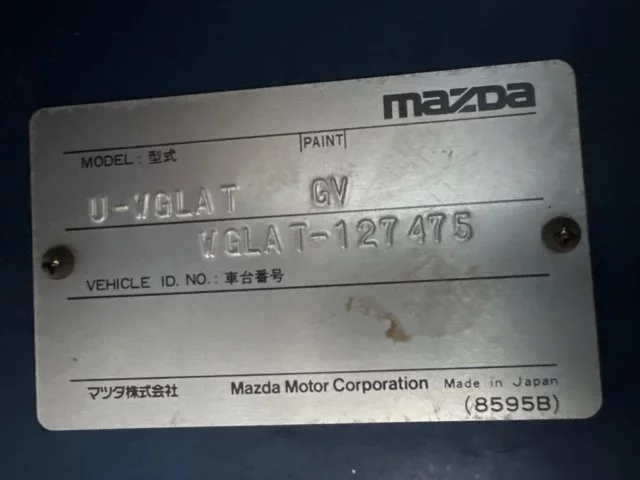 mazda
MODEL: 型式 PAINT
U-WGLAT GV
WGLAT-127475
VEHICLE ID. NO.: 車台番号
マツダ株式会社 Mazda Motor Corporation Made in Japan
(8595B)